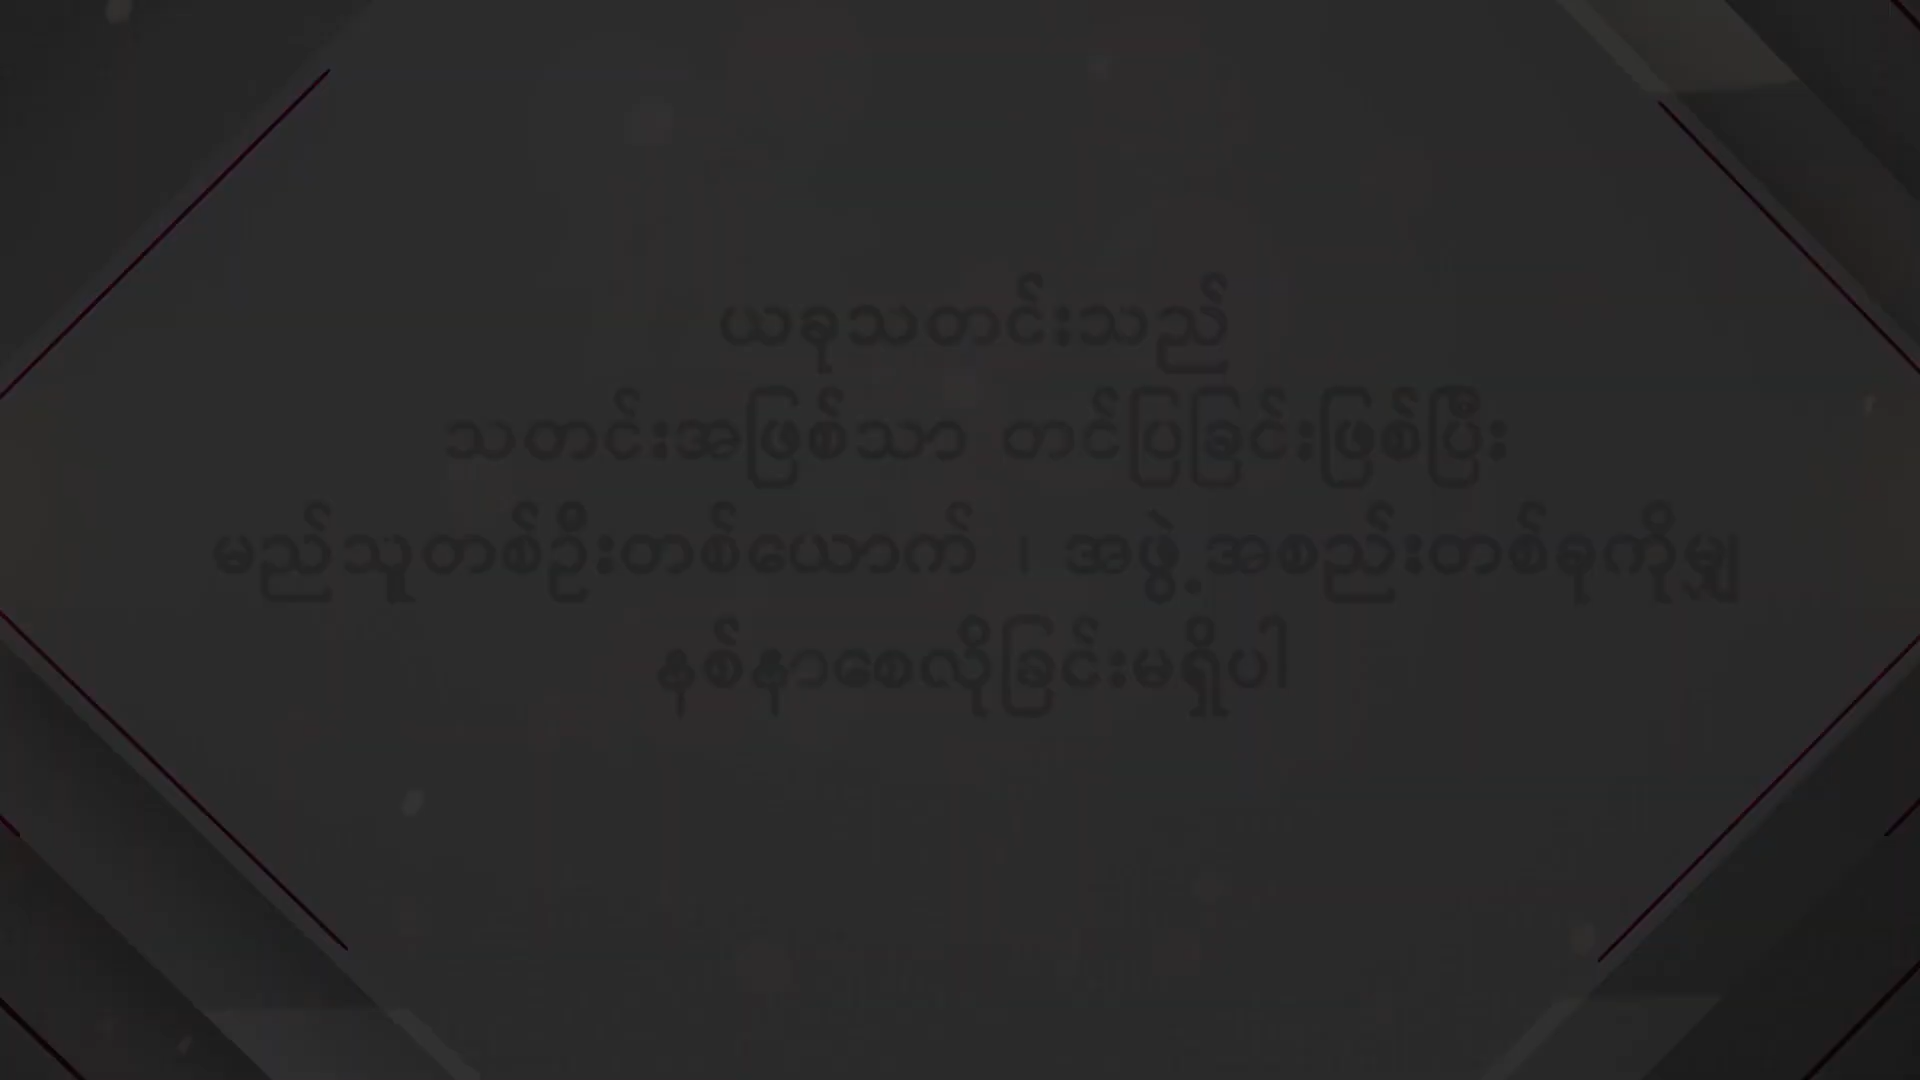 ယခုသတင်းသည်
သတင်းအဖြစ်သာ တင်ပြခြင်းဖြစ်ပြီး
မည်သူတစ်ဦးတစ်ယောက် ၊ အဖွဲ့အစည်းတစ်ခုကိုမျှ
နစ်နာစေလိုခြင်းမရှိပါ